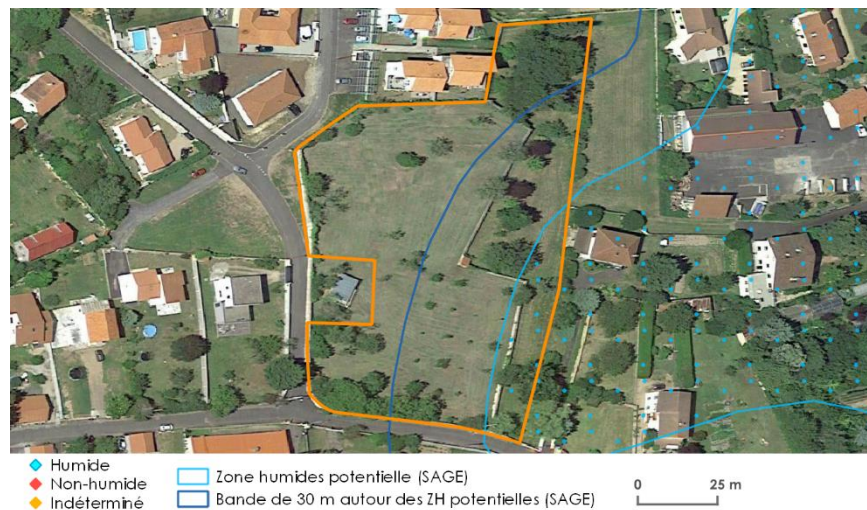 Humide
Non-humide
Indéterminé
Zone humides potentielle (SAGE)
Bande de 30 m autour des ZH potentielles (SAGE)
0 25 m